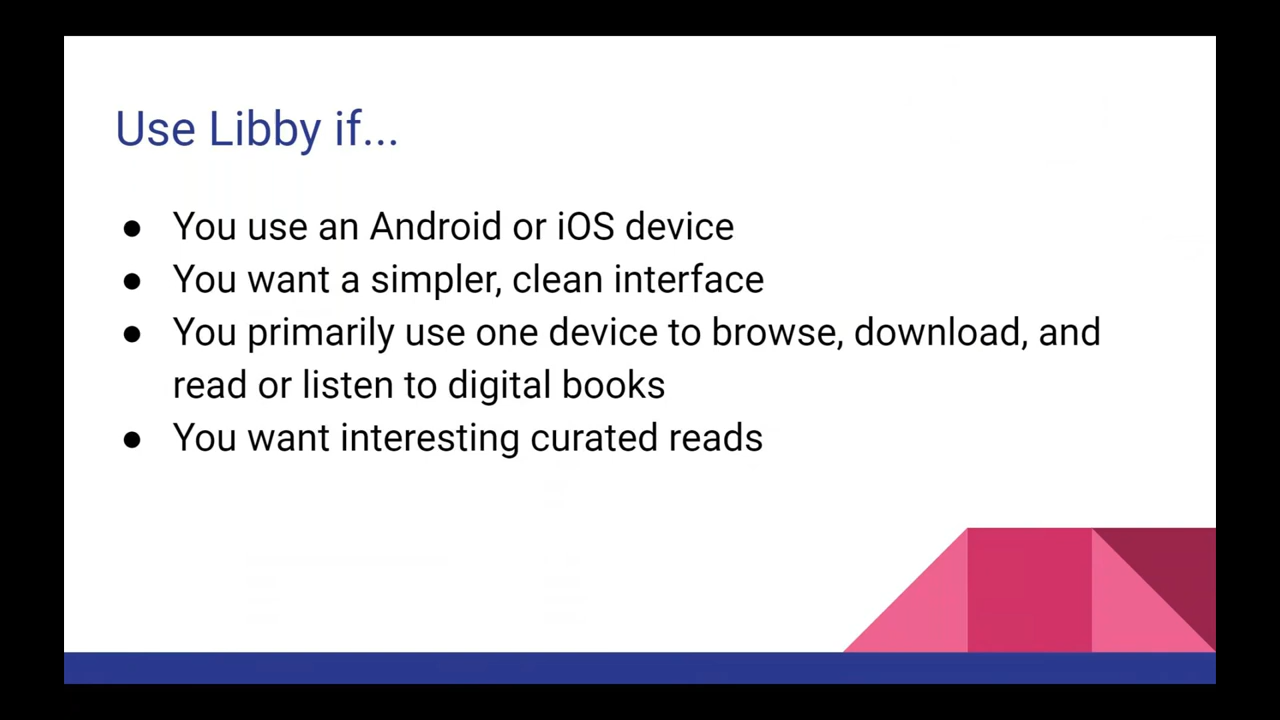 Use Libby if...
● You use an Android or iOS device
● You want a simpler, clean interface
● You primarily use one device to browse, download, and
read or listen to digital books
● You want interesting curated reads